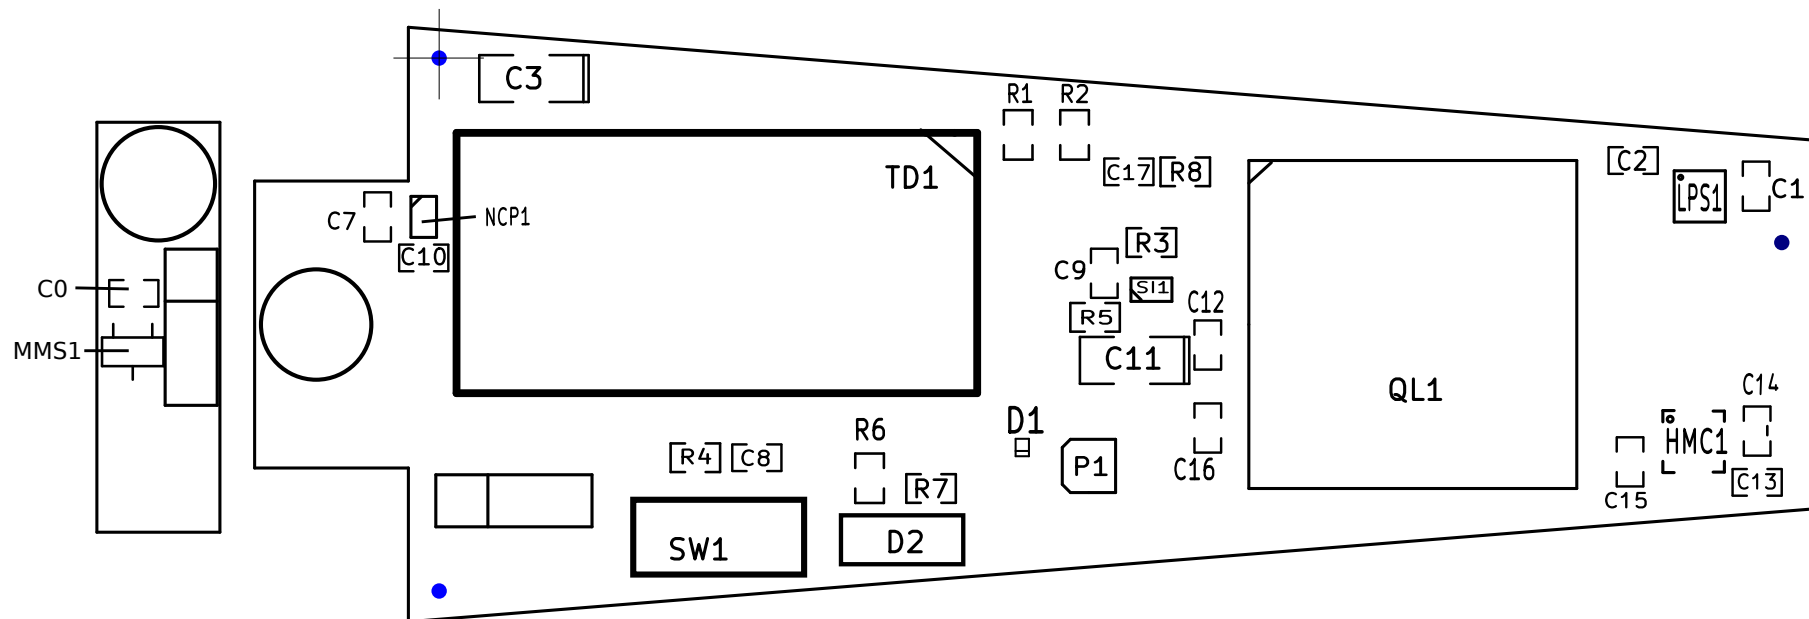 C3
R1 R2
TD1
C17 R8
C2
LPS1
C1
C7
NCP1
C10
R3
C9
SI1
C0
R5
C12
MMS1
C11
QL1
C14
D1
R6
HMC1
R4 C8
P1
C16
R7
C13
C15
SW1
D2